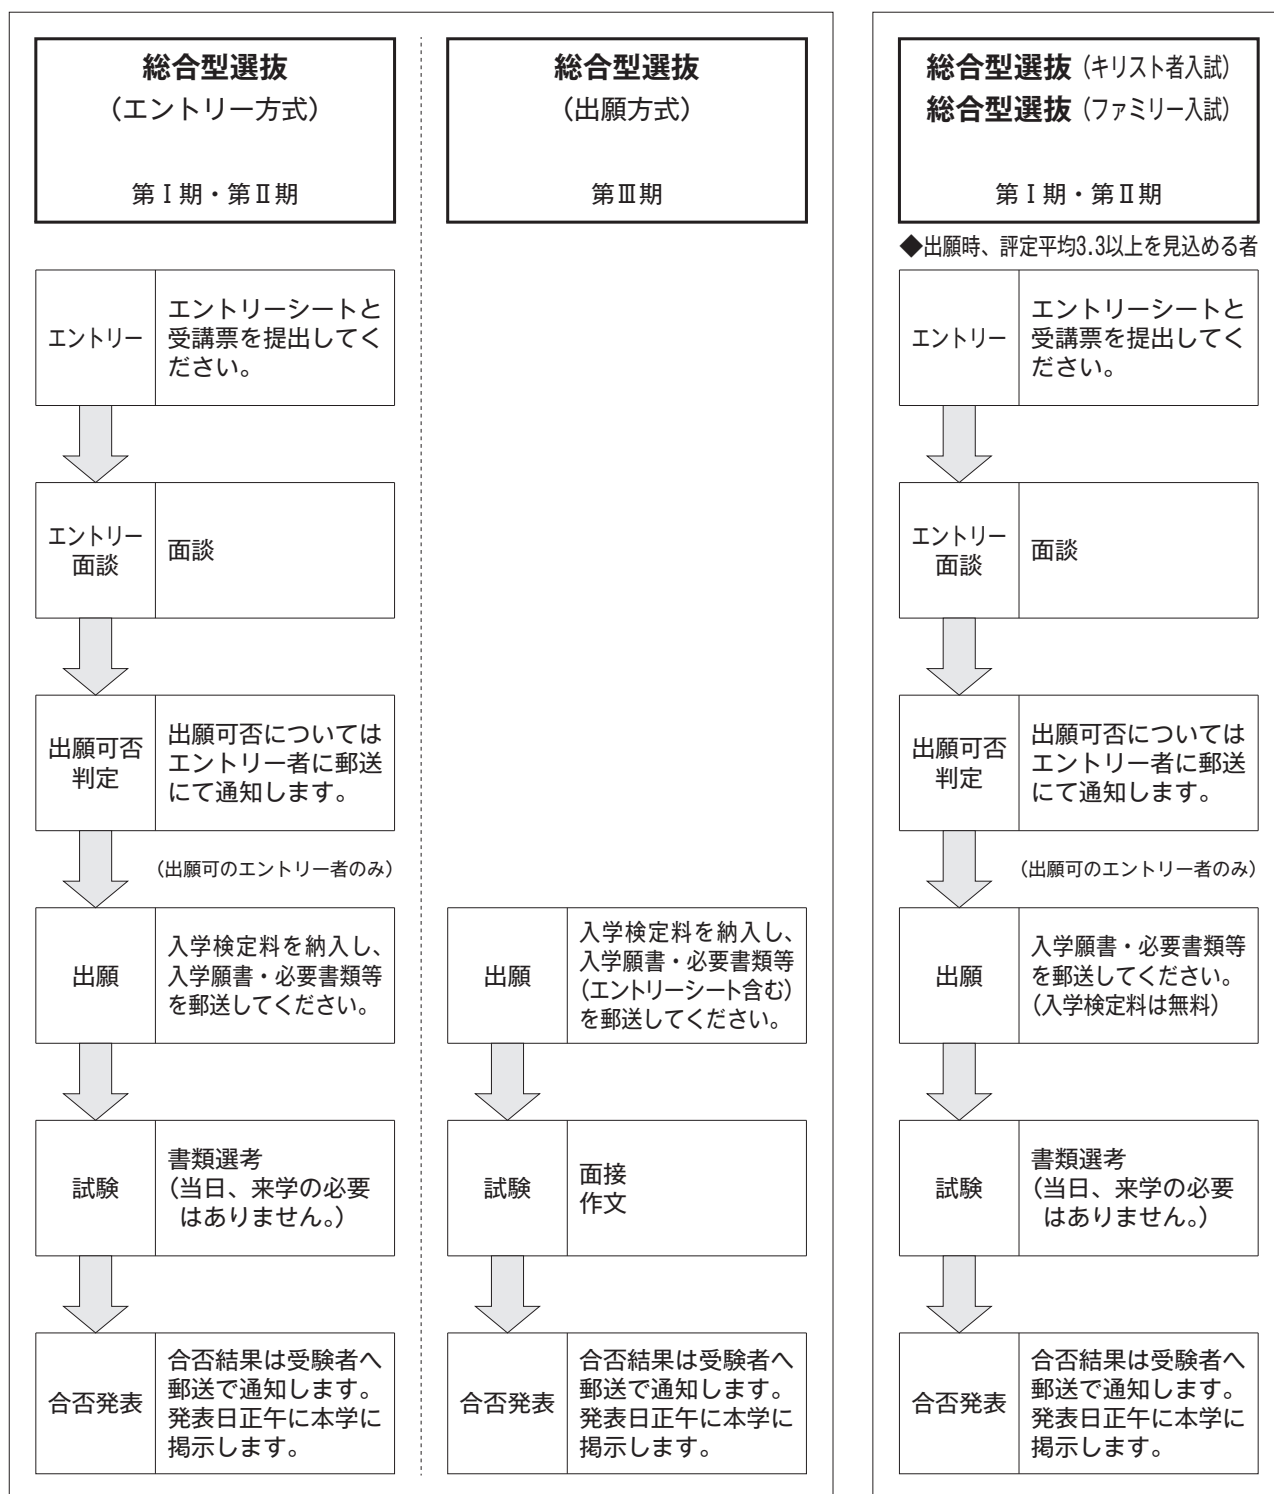 総合型選抜
（エントリー方式）
第Ⅰ期・第Ⅱ期
エントリー
エントリーシートと
受講票を提出してく
ださい。
エントリー
面談
面談
出願可否
判定
出願可否については
エントリー者に郵送
にて通知します。
（出願可のエントリー者のみ）
出願
入学検定料を納入し、
入学願書・必要書類等
を郵送してください。
試験
書類選考
（当日、来学の必要
はありません。）
合否発表
合否結果は受験者へ
郵送で通知します。
発表日正午に本学に
掲示します。
総合型選抜
（出願方式）
第Ⅲ期
出願
入学検定料を納入し、
入学願書・必要書類等
（エントリーシート含む）
を郵送してください。
試験
面接
作文
合否発表
合否結果は受験者へ
郵送で通知します。
発表日正午に本学に
掲示します。
総合型選抜（キリスト者入試）
総合型選抜（ファミリー入試）
第Ⅰ期・第Ⅱ期
◆出願時、評定平均3.3以上を見込める者
エントリー
エントリーシートと
受講票を提出してく
ださい。
エントリー
面談
面談
出願可否
判定
出願可否については
エントリー者に郵送
にて通知します。
（出願可のエントリー者のみ）
出願
入学願書・必要書類等
を郵送してください。
（入学検定料は無料）
試験
書類選考
（当日、来学の必要
はありません。）
合否発表
合否結果は受験者へ
郵送で通知します。
発表日正午に本学に
掲示します。